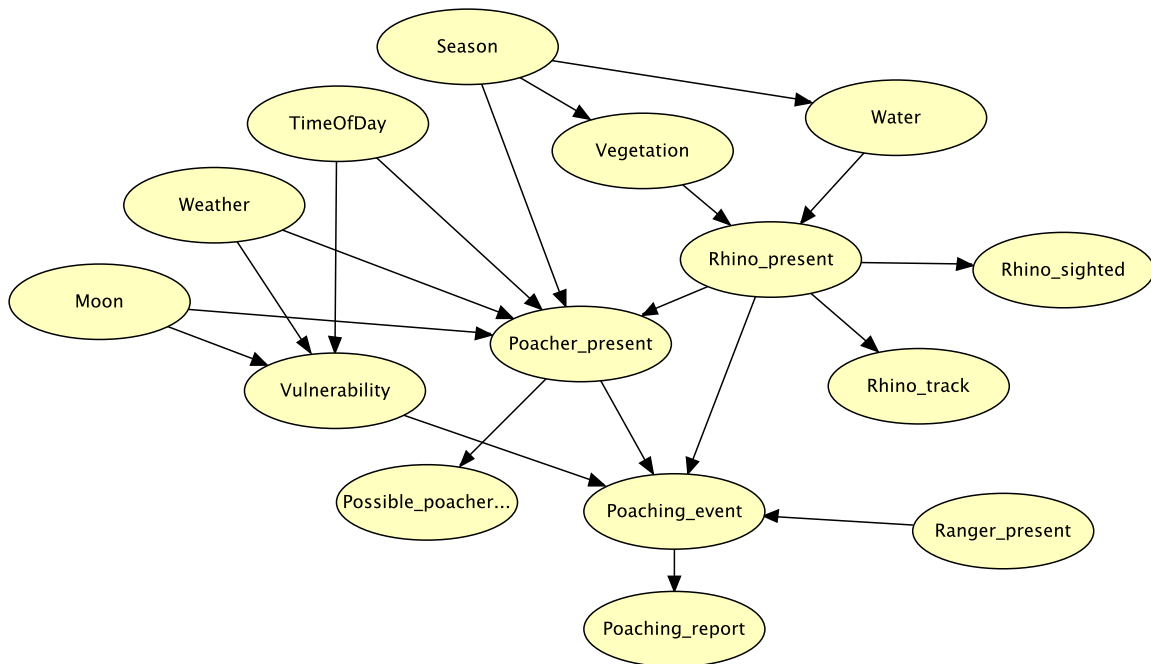 Season
Water
TimeOfDay
Vegetation
Weather
Rhino_present
Rhino_sighted
Moon
Poacher_present
Rhino_track
Vulnerability
Possible_poacher...
Poaching_event
Ranger_present
Poaching_report